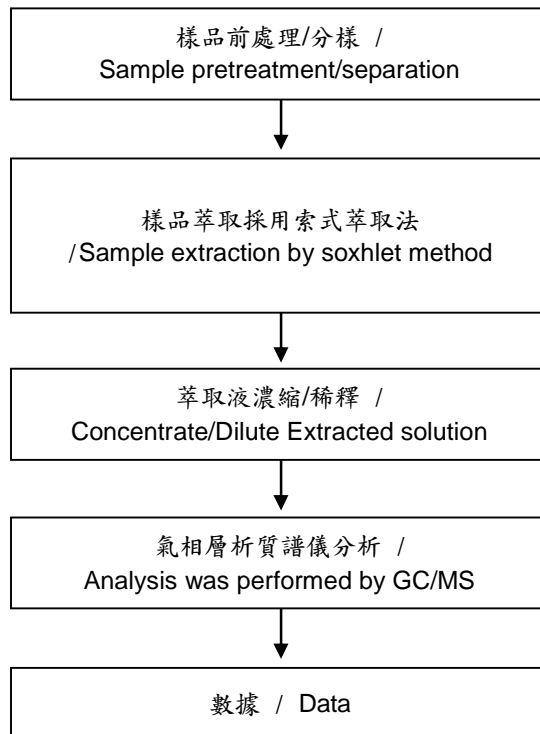 樣品前處理/分樣 /
Sample pretreatment/separation
樣品萃取採用索式萃取法
/Sample extraction by soxhlet method
萃取液濃縮/稀釋 /
Concentrate/Dilute Extracted solution
氣相層析質譜儀分析 /
Analysis was performed by GC/MS
數據 / Data